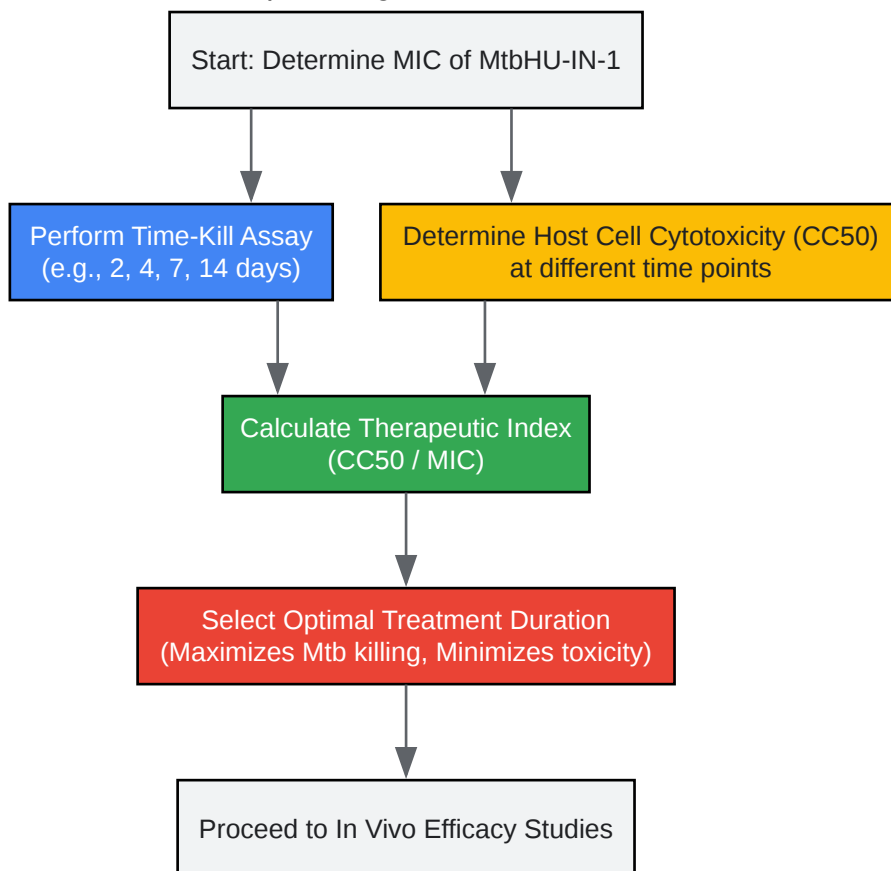 Start: Determine MIC of MtbHU-IN-1
Perform Time-Kill Assay
(e.g., 2, 4, 7, 14 days)
Determine Host Cell Cytotoxicity (CC50)
at different time points
Calculate Therapeutic Index
(CC50 / MIC)
Select Optimal Treatment Duration
(Maximizes Mtb killing, Minimizes toxicity)
Proceed to In Vivo Efficacy Studies